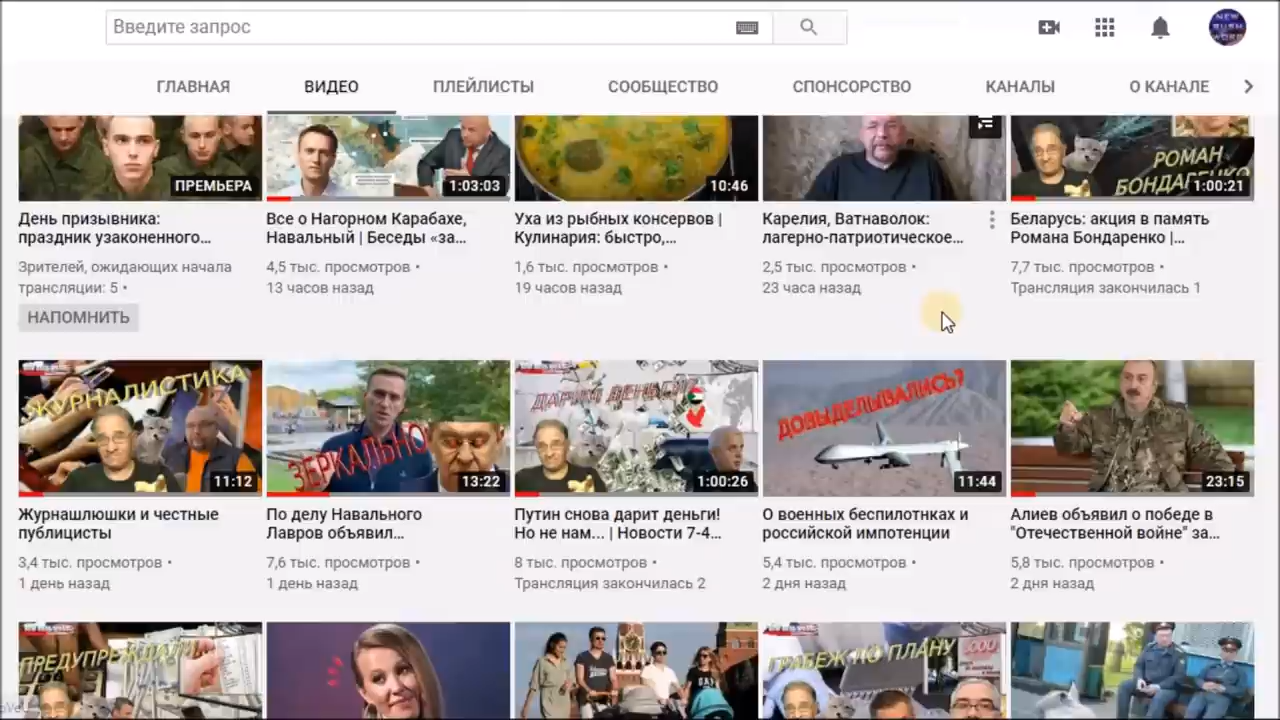 Введите запрос
NEW RUSH WORD
ГЛАВНАЯ
ВИДЕО
ПЛЕЙЛИСТЫ
СООБЩЕСТВО
СПОНСОРСТВО
КАНАЛЫ
О КАНАЛЕ
ПРЕМЬЕРА
1:03:03
10:46
РОМАН
БОНДАРЕНКО
1:00:21
День призывника:
праздник узаконенного...
Зрителей, ожидающих начала
трансляции: 5 •
НАПОМНИТЬ
Все о Нагорном Карабахе,
Навальный | Беседы «за...
4,5 тыс. просмотров •
13 часов назад
Уха из рыбных консервов |
Кулинария: быстро,...
1,6 тыс. просмотров •
19 часов назад
Карелия, Ватнаволок:
лагерно-патриотическое...
2,5 тыс. просмотров •
23 часа назад
Беларусь: акция в память
Романа Бондаренко |...
7,7 тыс. просмотров •
Трансляция закончилась 1
ЖУРНАЛИСТИКА
11:12
ЗЕРКАЛЬНО
13:22
ДАРИМ ДЕНЬГИ
1:00:26
ДОВЫДЕЛЫВАЛИСЬ?
11:44
23:15
Журнашлюшки и честные
публицисты
3,4 тыс. просмотров •
1 день назад
По делу Навального
Лавров объявил...
7,6 тыс. просмотров •
1 день назад
Путин снова дарит деньги!
Но не нам... | Новости 7-4...
8 тыс. просмотров •
Трансляция закончилась 2
О военных беспилотнках и
российской импотенции
5,4 тыс. просмотров •
2 дня назад
Алиев объявил о победе в
"Отечественной войне" за...
5,8 тыс. просмотров •
2 дня назад
ПРЕДУПРЕЖДАЛИ
ГРАБЕЖ ПО ПЛАНУ